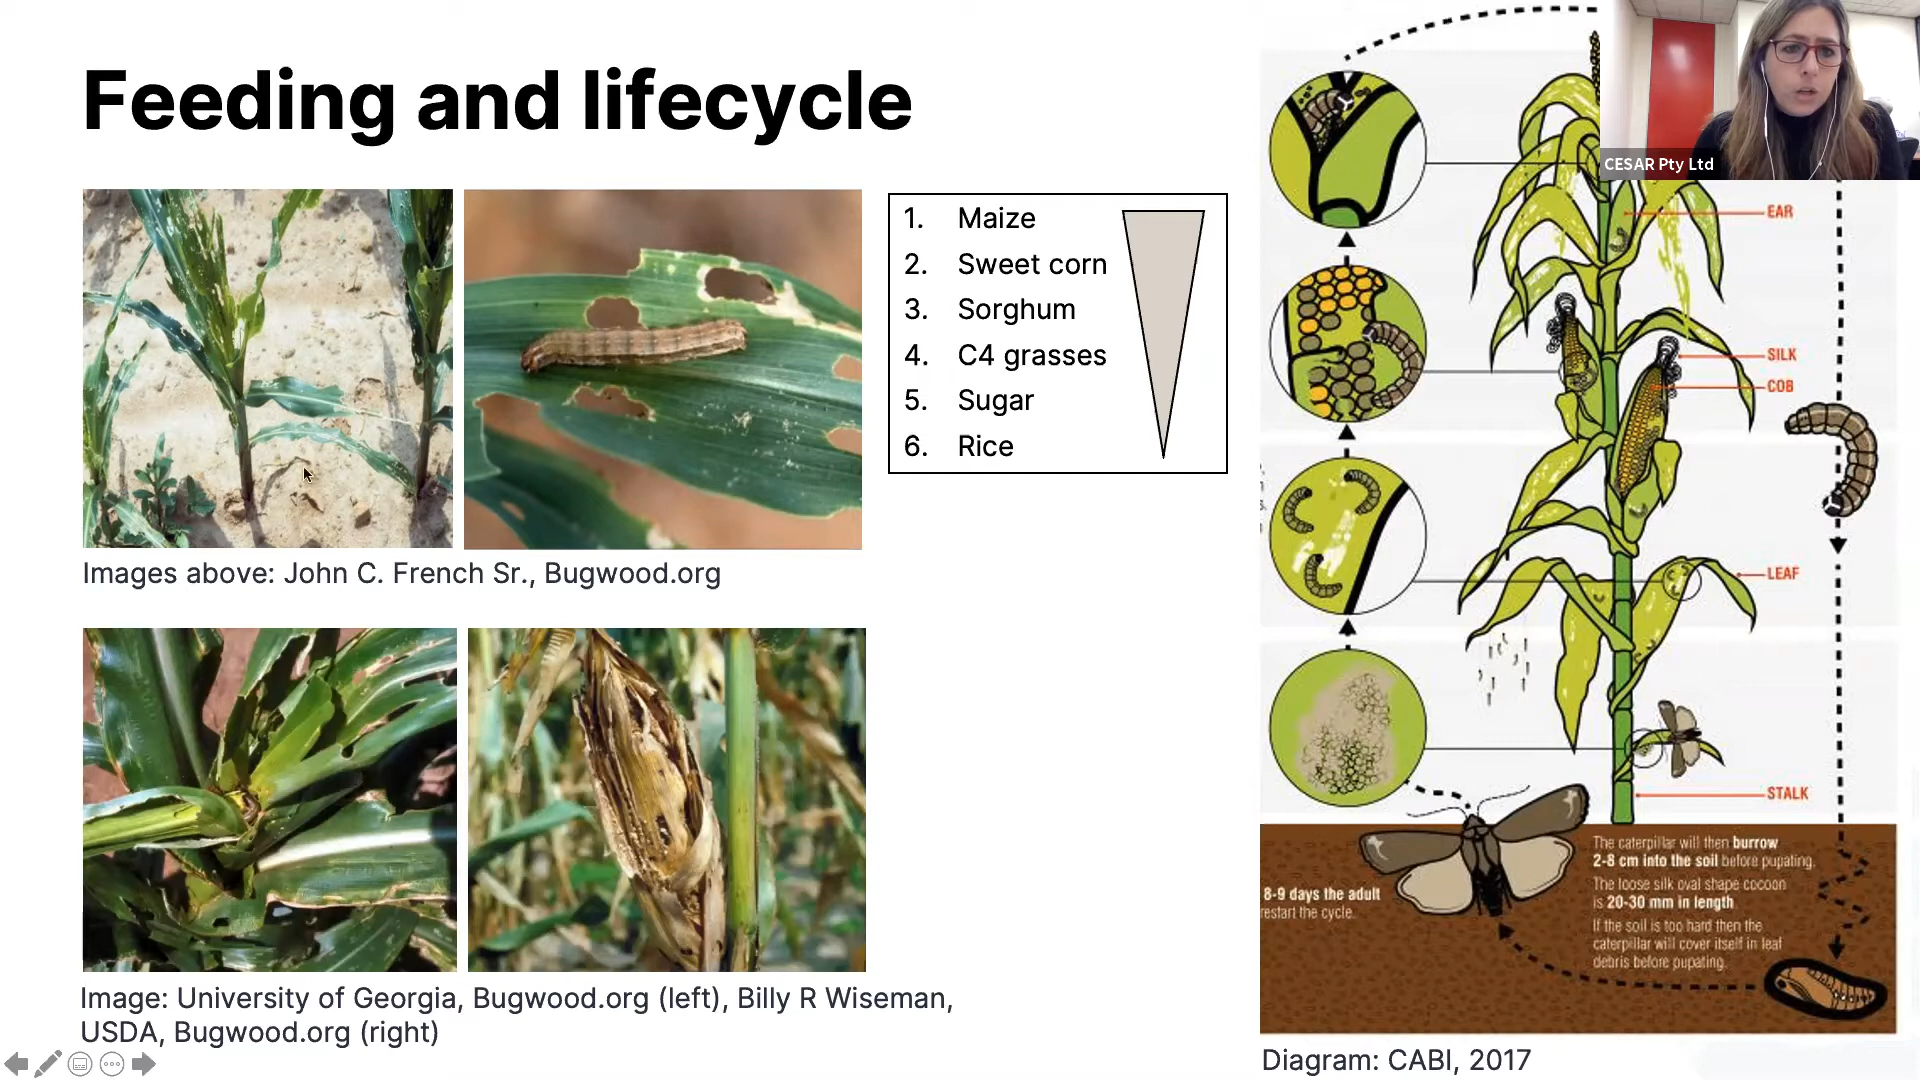 Feeding and lifecycle
CESAR Pty Ltd
1. Maize
2. Sweet corn
3. Sorghum
4. C4 grasses
5. Sugar
6. Rice
Images above: John C. French Sr., Bugwood.org
Image: University of Georgia, Bugwood.org (left), Billy R Wiseman,
USDA, Bugwood.org (right)
EAR
SILK
COB
LEAF
STALK
The caterpillar will then burrow
2-8 cm into the soil before pupating.
The loose silk oval shape cocoon
is 20-30 mm in length
If the soil is too hard then the
caterpillar will cover itself in leaf
debris before pupating.
8-9 days the adult
restart the cycle.
Diagram: CABI, 2017